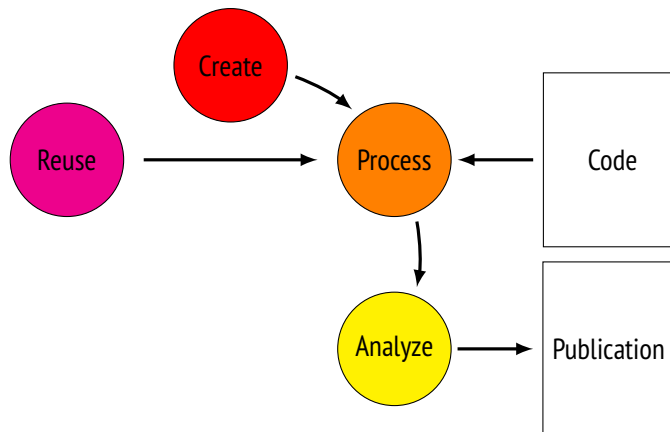 Create
Reuse
Process
Code
Analyze
Publication